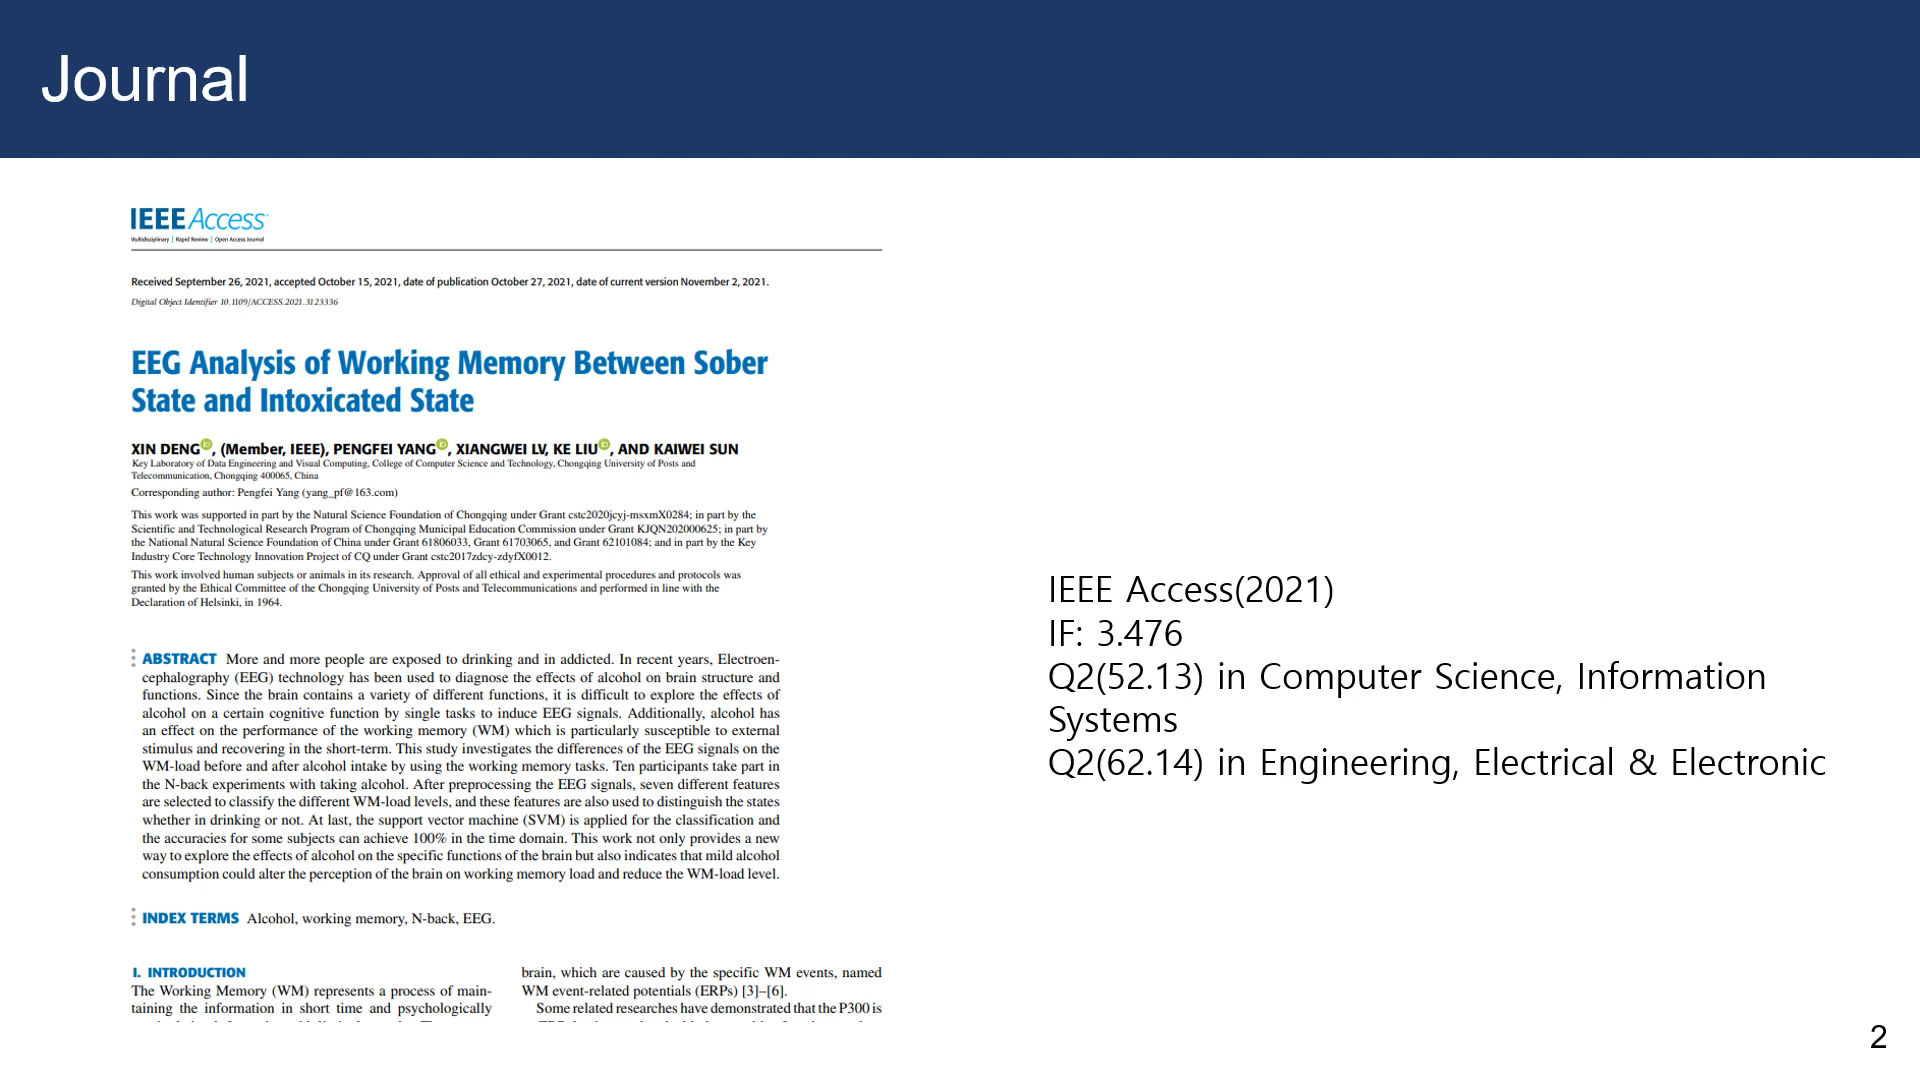 Journal
IEEE Access
Multidisciplinary | Rapid Review | Open Access Journal
Received September 26, 2021, accepted October 15, 2021, date of publication October 27, 2021, date of current version November 2, 2021.
Digital Object Identifier 10.1109/ACCESS.2021.3123336
EEG Analysis of Working Memory Between Sober
State and Intoxicated State
XIN DENG, (Member, IEEE), PENGFEI YANG, XIANGWEI LV, KE LIU, AND KAIWEI SUN
Key Laboratory of Data Engineering and Visual Computing, College of Computer Science and Technology, Chongqing University of Posts and
Telecommunication, Chongqing 400065, China
Corresponding author: Pengfei Yang (yang_pf@163.com)
This work was supported in part by the Natural Science Foundation of Chongqing under Grant cstc2020jcyj-msxmX0284; in part by the
Scientific and Technological Research Program of Chongqing Municipal Education Commission under Grant KJQN202000625; in part by
the National Natural Science Foundation of China under Grant 61806033, Grant 61703065, and Grant 62101084; and in part by the Key
Industry Core Technology Innovation Project of CQ under Grant cstc2017zdcy-zdyfX0012.
This work involved human subjects or animals in its research. Approval of all ethical and experimental procedures and protocols was
granted by the Ethical Committee of the Chongqing University of Posts and Telecommunications and performed in line with the
Declaration of Helsinki, in 1964.
ABSTRACT More and more people are exposed to drinking and in addicted. In recent years, Electroen-
cephalography (EEG) technology has been used to diagnose the effects of alcohol on brain structure and
functions. Since the brain contains a variety of different functions, it is difficult to explore the effects of
alcohol on a certain cognitive function by single tasks to induce EEG signals. Additionally, alcohol has
an effect on the performance of the working memory (WM) which is particularly susceptible to external
stimulus and recovering in the short-term. This study investigates the differences of the EEG signals on the
WM-load before and after alcohol intake by using the working memory tasks. Ten participants take part in
the N-back experiments with taking alcohol. After preprocessing the EEG signals, seven different features
are selected to classify the different WM-load levels, and these features are also used to distinguish the states
whether in drinking or not. At last, the support vector machine (SVM) is applied for the classification and
the accuracies for some subjects can achieve 100% in the time domain. This work not only provides a new
way to explore the effects of alcohol on the specific functions of the brain but also indicates that mild alcohol
consumption could alter the perception of the brain on working memory load and reduce the WM-load level.
INDEX TERMS Alcohol, working memory, N-back, EEG.
I. INTRODUCTION
The Working Memory (WM) represents a process of main-
taining the information in short time and psychologically
brain, which are caused by the specific WM events, named
WM event-related potentials (ERPs) [3]–[6].
Some related researches have demonstrated that the P300 is
IEEE Access(2021)
IF: 3.476
Q2(52.13) in Computer Science, Information
Systems
Q2(62.14) in Engineering, Electrical & Electronic
2